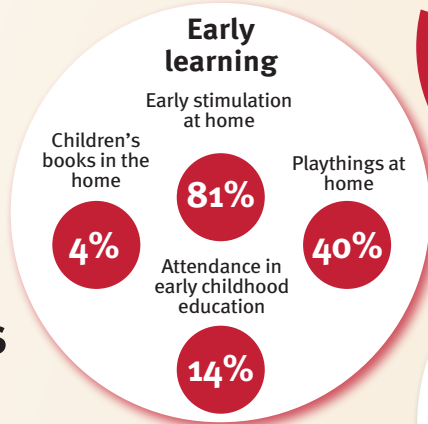 Early
learning
Early stimulation
at home
81%
Children’s
books in the
home
4%
Playthings at
home
40%
Attendance in
early childhood
education
14%
s